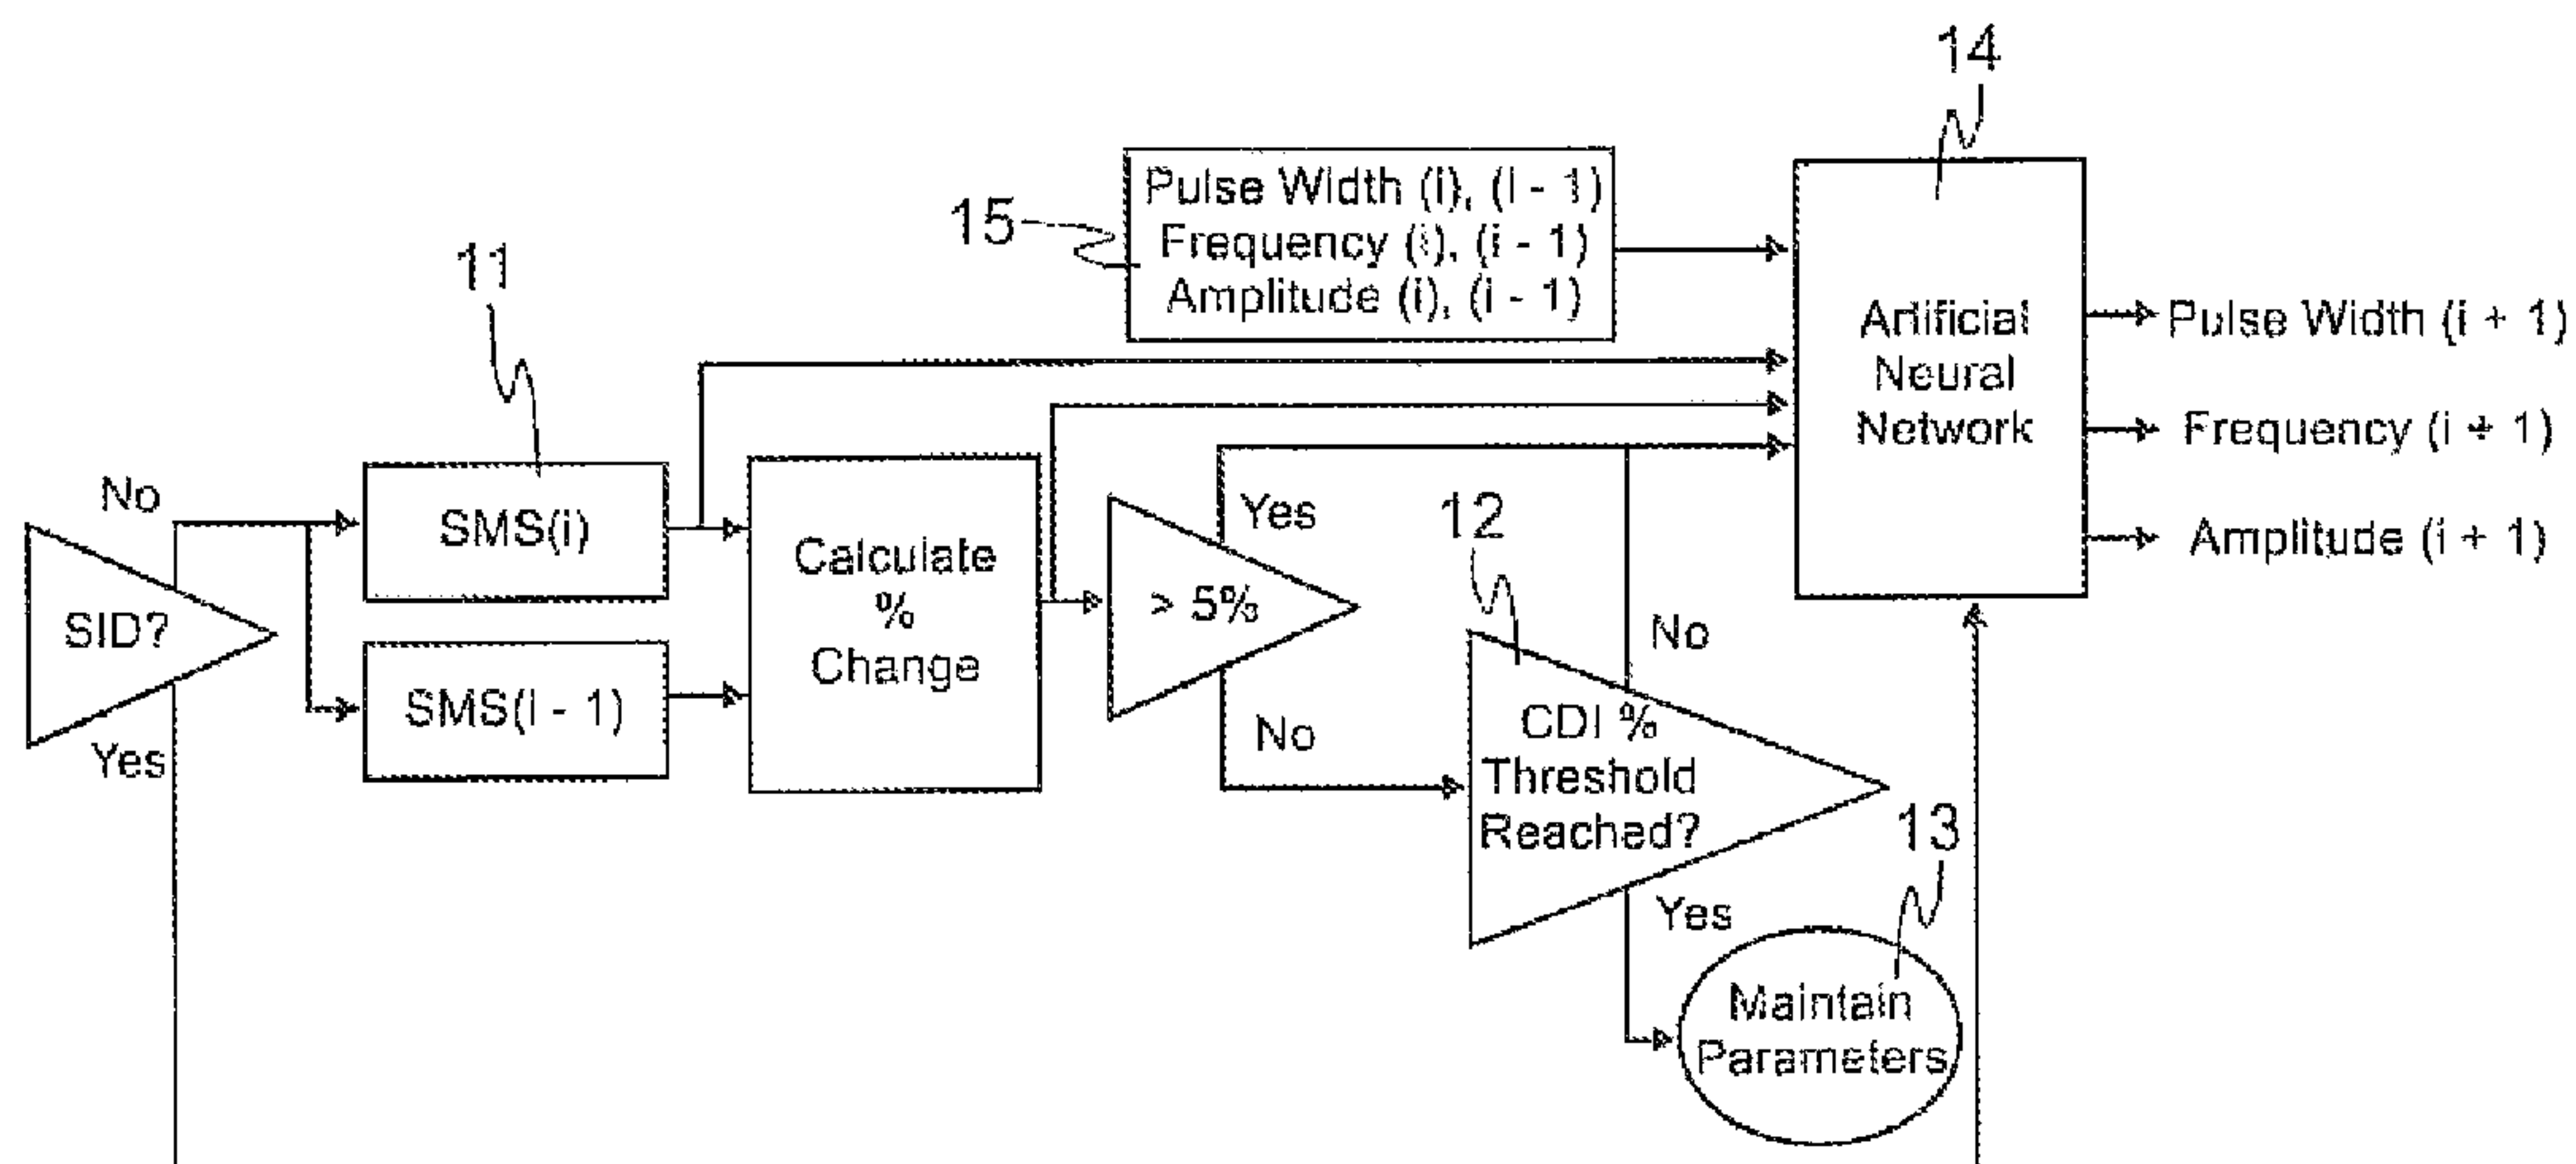 14
Pulse Width (i), (i - 1)
Frequency (i), (i - 1)
Amplitude (i), (i - 1)
15
11
Artificial
Neural
Network
Pulse Width (i + 1)
Frequency (i + 1)
Amplitude (i + 1)
No
SID?
Yes
SMS(i)
SMS(i - 1)
Calculate
%
Change
> 5%
Yes
No
12
No
CDI %
Threshold
Reached?
Yes
13
Maintain
Parameters